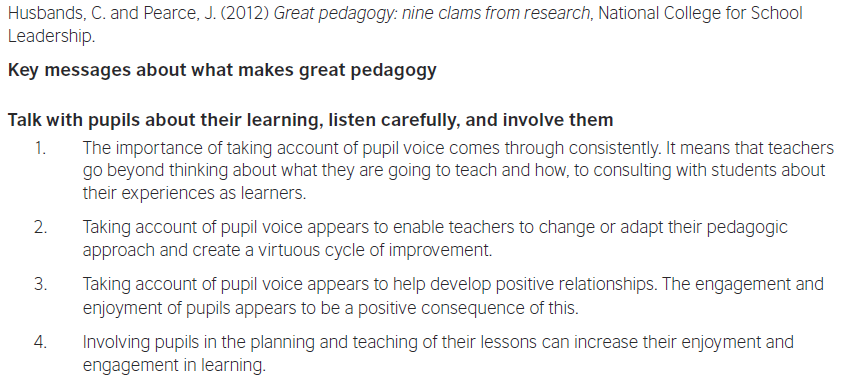 Husbands, C. and Pearce, J. (2012) Great pedagogy: nine clams from research, National College for School
Leadership.
Key messages about what makes great pedagogy
Talk with pupils about their learning, listen carefully, and involve them
1. The importance of taking account of pupil voice comes through consistently. It means that teachers
go beyond thinking about what they are going to teach and how, to consulting with students about
their experiences as learners.
2. Taking account of pupil voice appears to enable teachers to change or adapt their pedagogic
approach and create a virtuous cycle of improvement.
3. Taking account of pupil voice appears to help develop positive relationships. The engagement and
enjoyment of pupils appears to be a positive consequence of this.
4. Involving pupils in the planning and teaching of their lessons can increase their enjoyment and
engagement in learning.